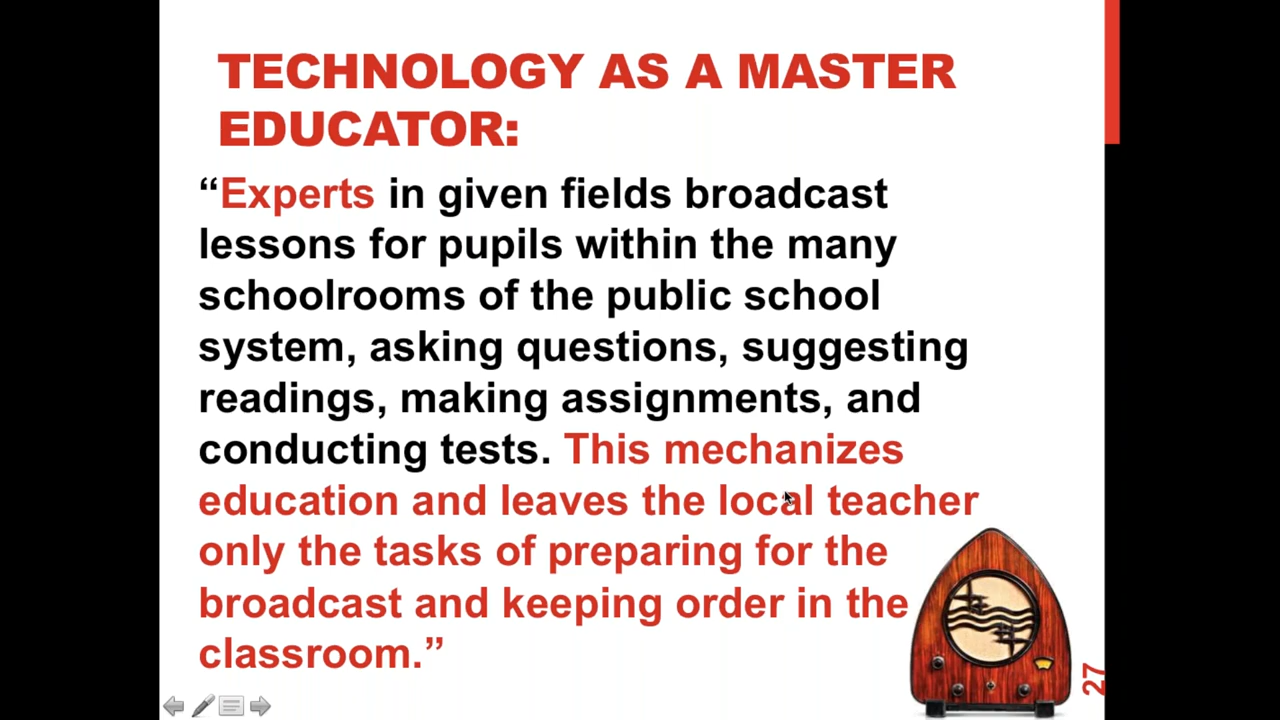 TECHNOLOGY AS A MASTER
EDUCATOR:
“Experts in given fields broadcast
lessons for pupils within the many
schoolrooms of the public school
system, asking questions, suggesting
readings, making assignments, and
conducting tests. This mechanizes
education and leaves the local teacher
only the tasks of preparing for the
broadcast and keeping order in the
classroom.”
27